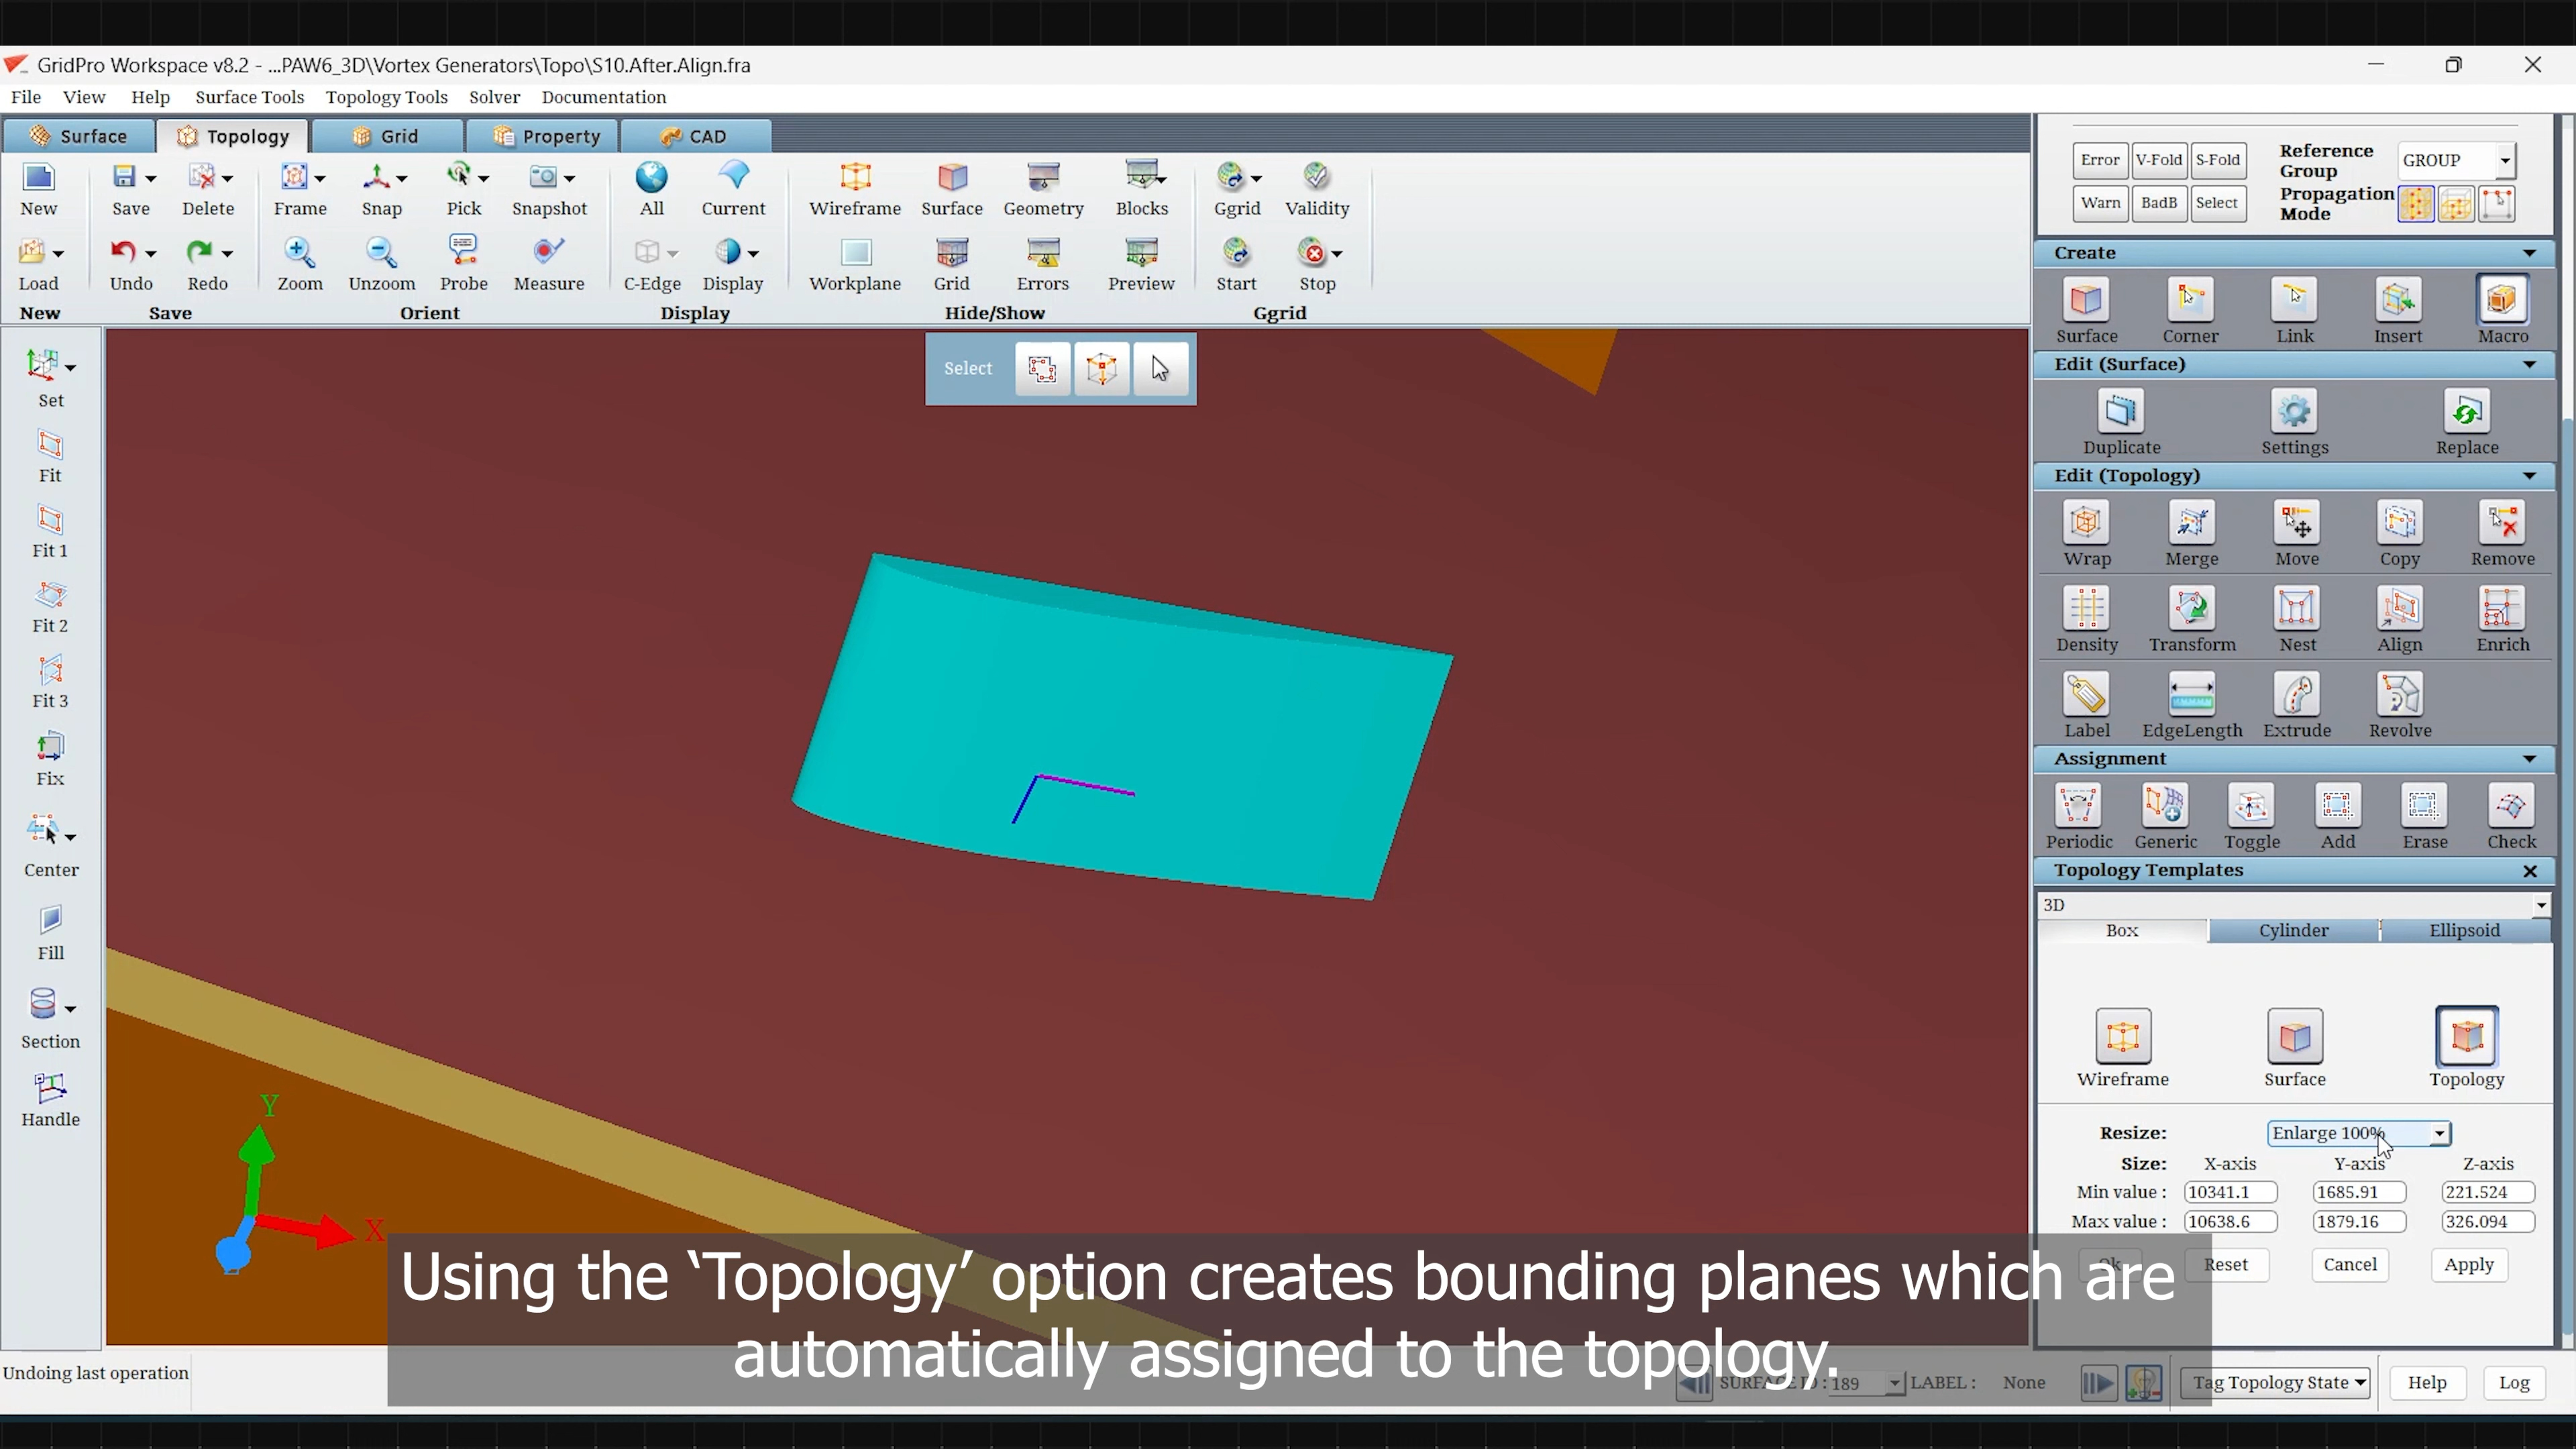 GridPro Workspace v8.2 - ...PAW6_3D\Vortex Generators\Topo\S10.After.Align.fra
File View Help Surface Tools Topology Tools Solver Documentation
Surface Topology Grid Property CAD
New Save Delete Frame Snap Pick Snapshot All Current Wireframe Surface Geometry Blocks Ggrid Validity
Load Undo Redo Zoom Unzoom Probe Measure C-Edge Display Workplane Grid Errors Preview Start Stop
New Save Orient Display Hide/Show Ggrid
Set
Fit
Fit 1
Fit 2
Fit 3
Fix
Center
Fill
Section
Handle
Select
Y
X
Error V-Fold S-Fold
Warn BadB Select
Reference
Group
GROUP
Propagation
Mode
Create
Surface Corner Link Insert Macro
Edit (Surface)
Duplicate Settings Replace
Edit (Topology)
Wrap Merge Move Copy Remove
Density Transform Nest Align Enrich
Label EdgeLength Extrude Revolve
Assignment
Periodic Generic Toggle Add Erase Check
Topology Templates
3D
Box Cylinder Ellipsoid
Wireframe Surface Topology
Resize: Enlarge 100%
Size: X-axis Y-axis Z-axis
Min value : 10341.1 1685.91 221.524
Max value : 10638.6 1879.16 326.094
Ok Reset Cancel Apply
Using the ‘Topology’ option creates bounding planes which are
automatically assigned to the topology.
Undoing last operation
SURFACE ID : 189 LABEL : None
Tag Topology State Help Log